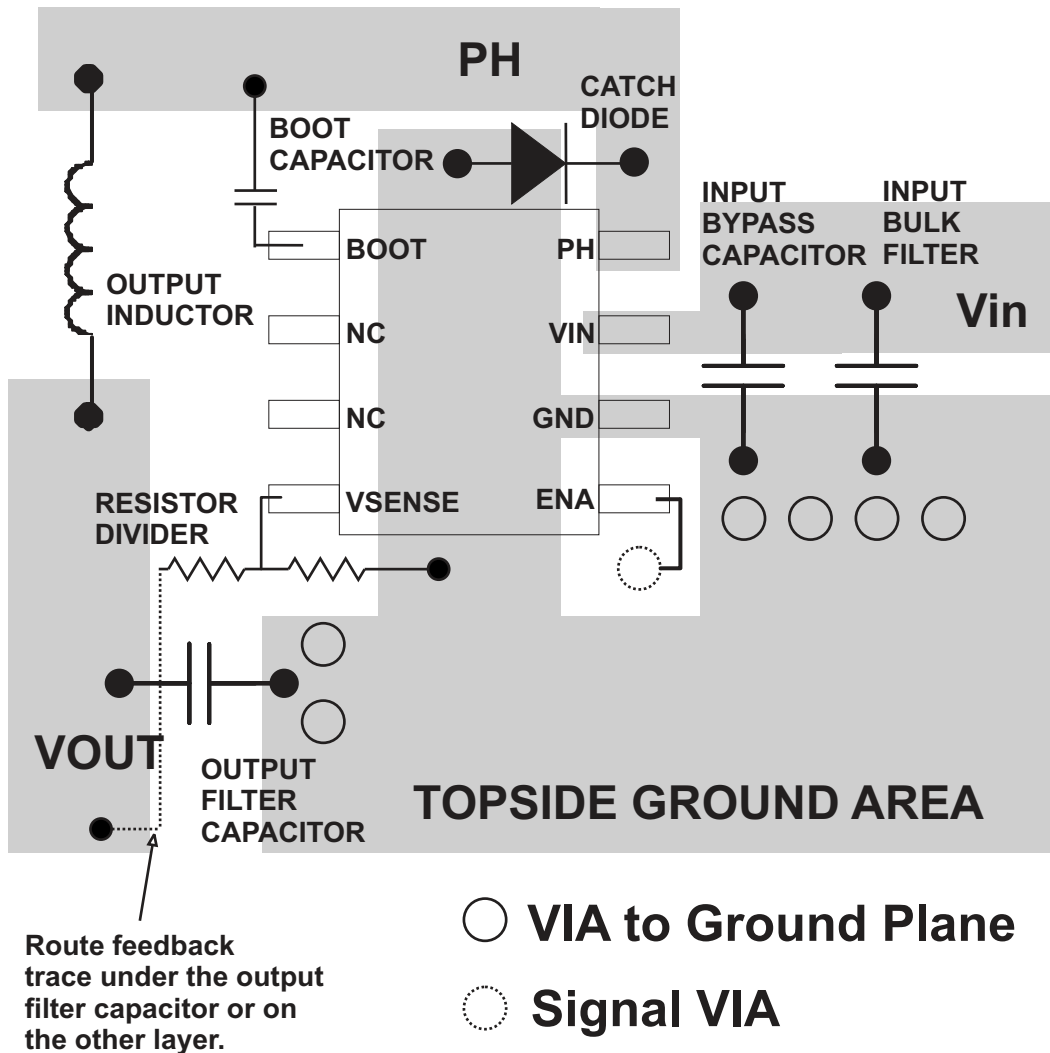 PH
CATCH
DIODE
BOOT
CAPACITOR
INPUT
BYPASS
CAPACITOR
INPUT
BULK
FILTER
BOOT
PH
OUTPUT
INDUCTOR
Vin
NC
VIN
NC
GND
RESISTOR
DIVIDER
VSENSE
ENA
VOUT
OUTPUT
FILTER
CAPACITOR
TOPSIDE GROUND AREA
Route feedback
trace under the output
filter capacitor or on
the other layer.
VIA to Ground Plane
Signal VIA